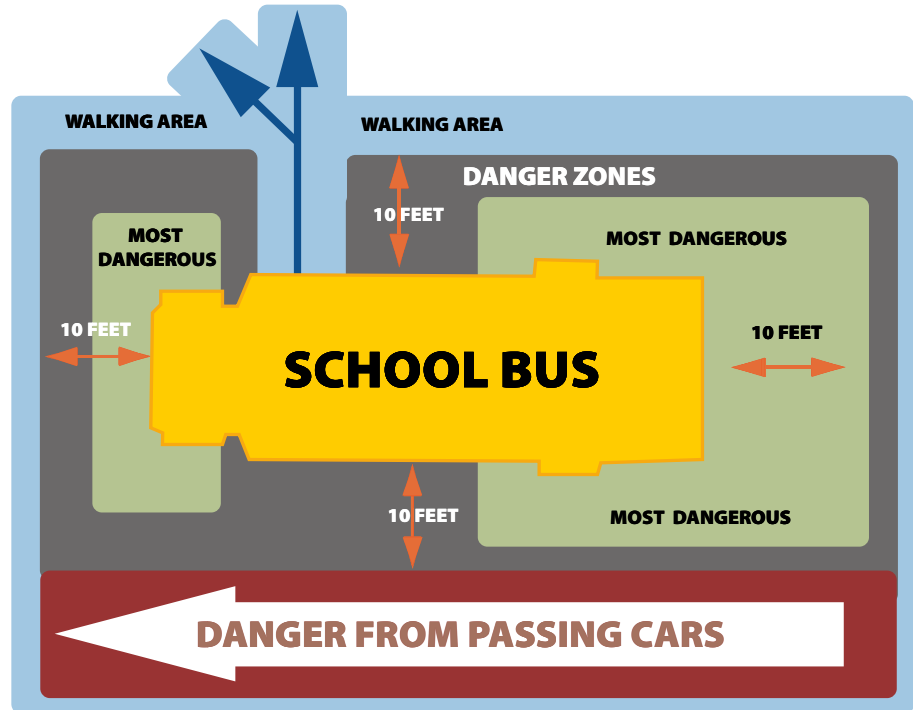 WALKING AREA
WALKING AREA
DANGER ZONES
10 FEET
MOST
DANGEROUS
MOST DANGEROUS
10 FEET
10 FEET
SCHOOL BUS
10 FEET
MOST DANGEROUS
DANGER FROM PASSING CARS